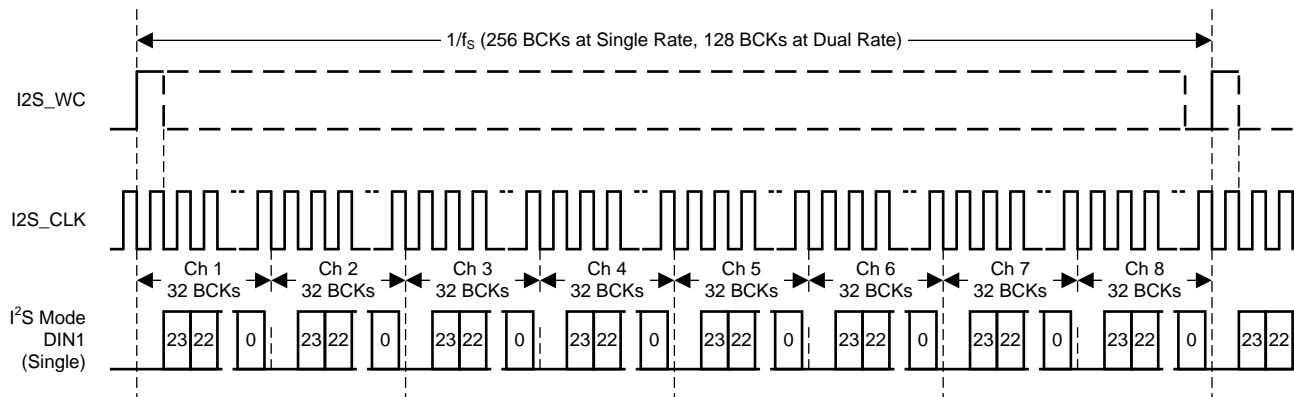 1/fS (256 BCKs at Single Rate, 128 BCKs at Dual Rate)
I2S_WC
I2S_CLK
Ch 1 Ch 2 Ch 3 Ch 4 Ch 5 Ch 6 Ch 7 Ch 8
32 BCKs 32 BCKs 32 BCKs 32 BCKs 32 BCKs 32 BCKs 32 BCKs 32 BCKs
I²S Mode
DIN1
(Single)
23 22 0 23 22 0 23 22 0 23 22 0 23 22 0 23 22 0 23 22 0 23 22 0 23 22